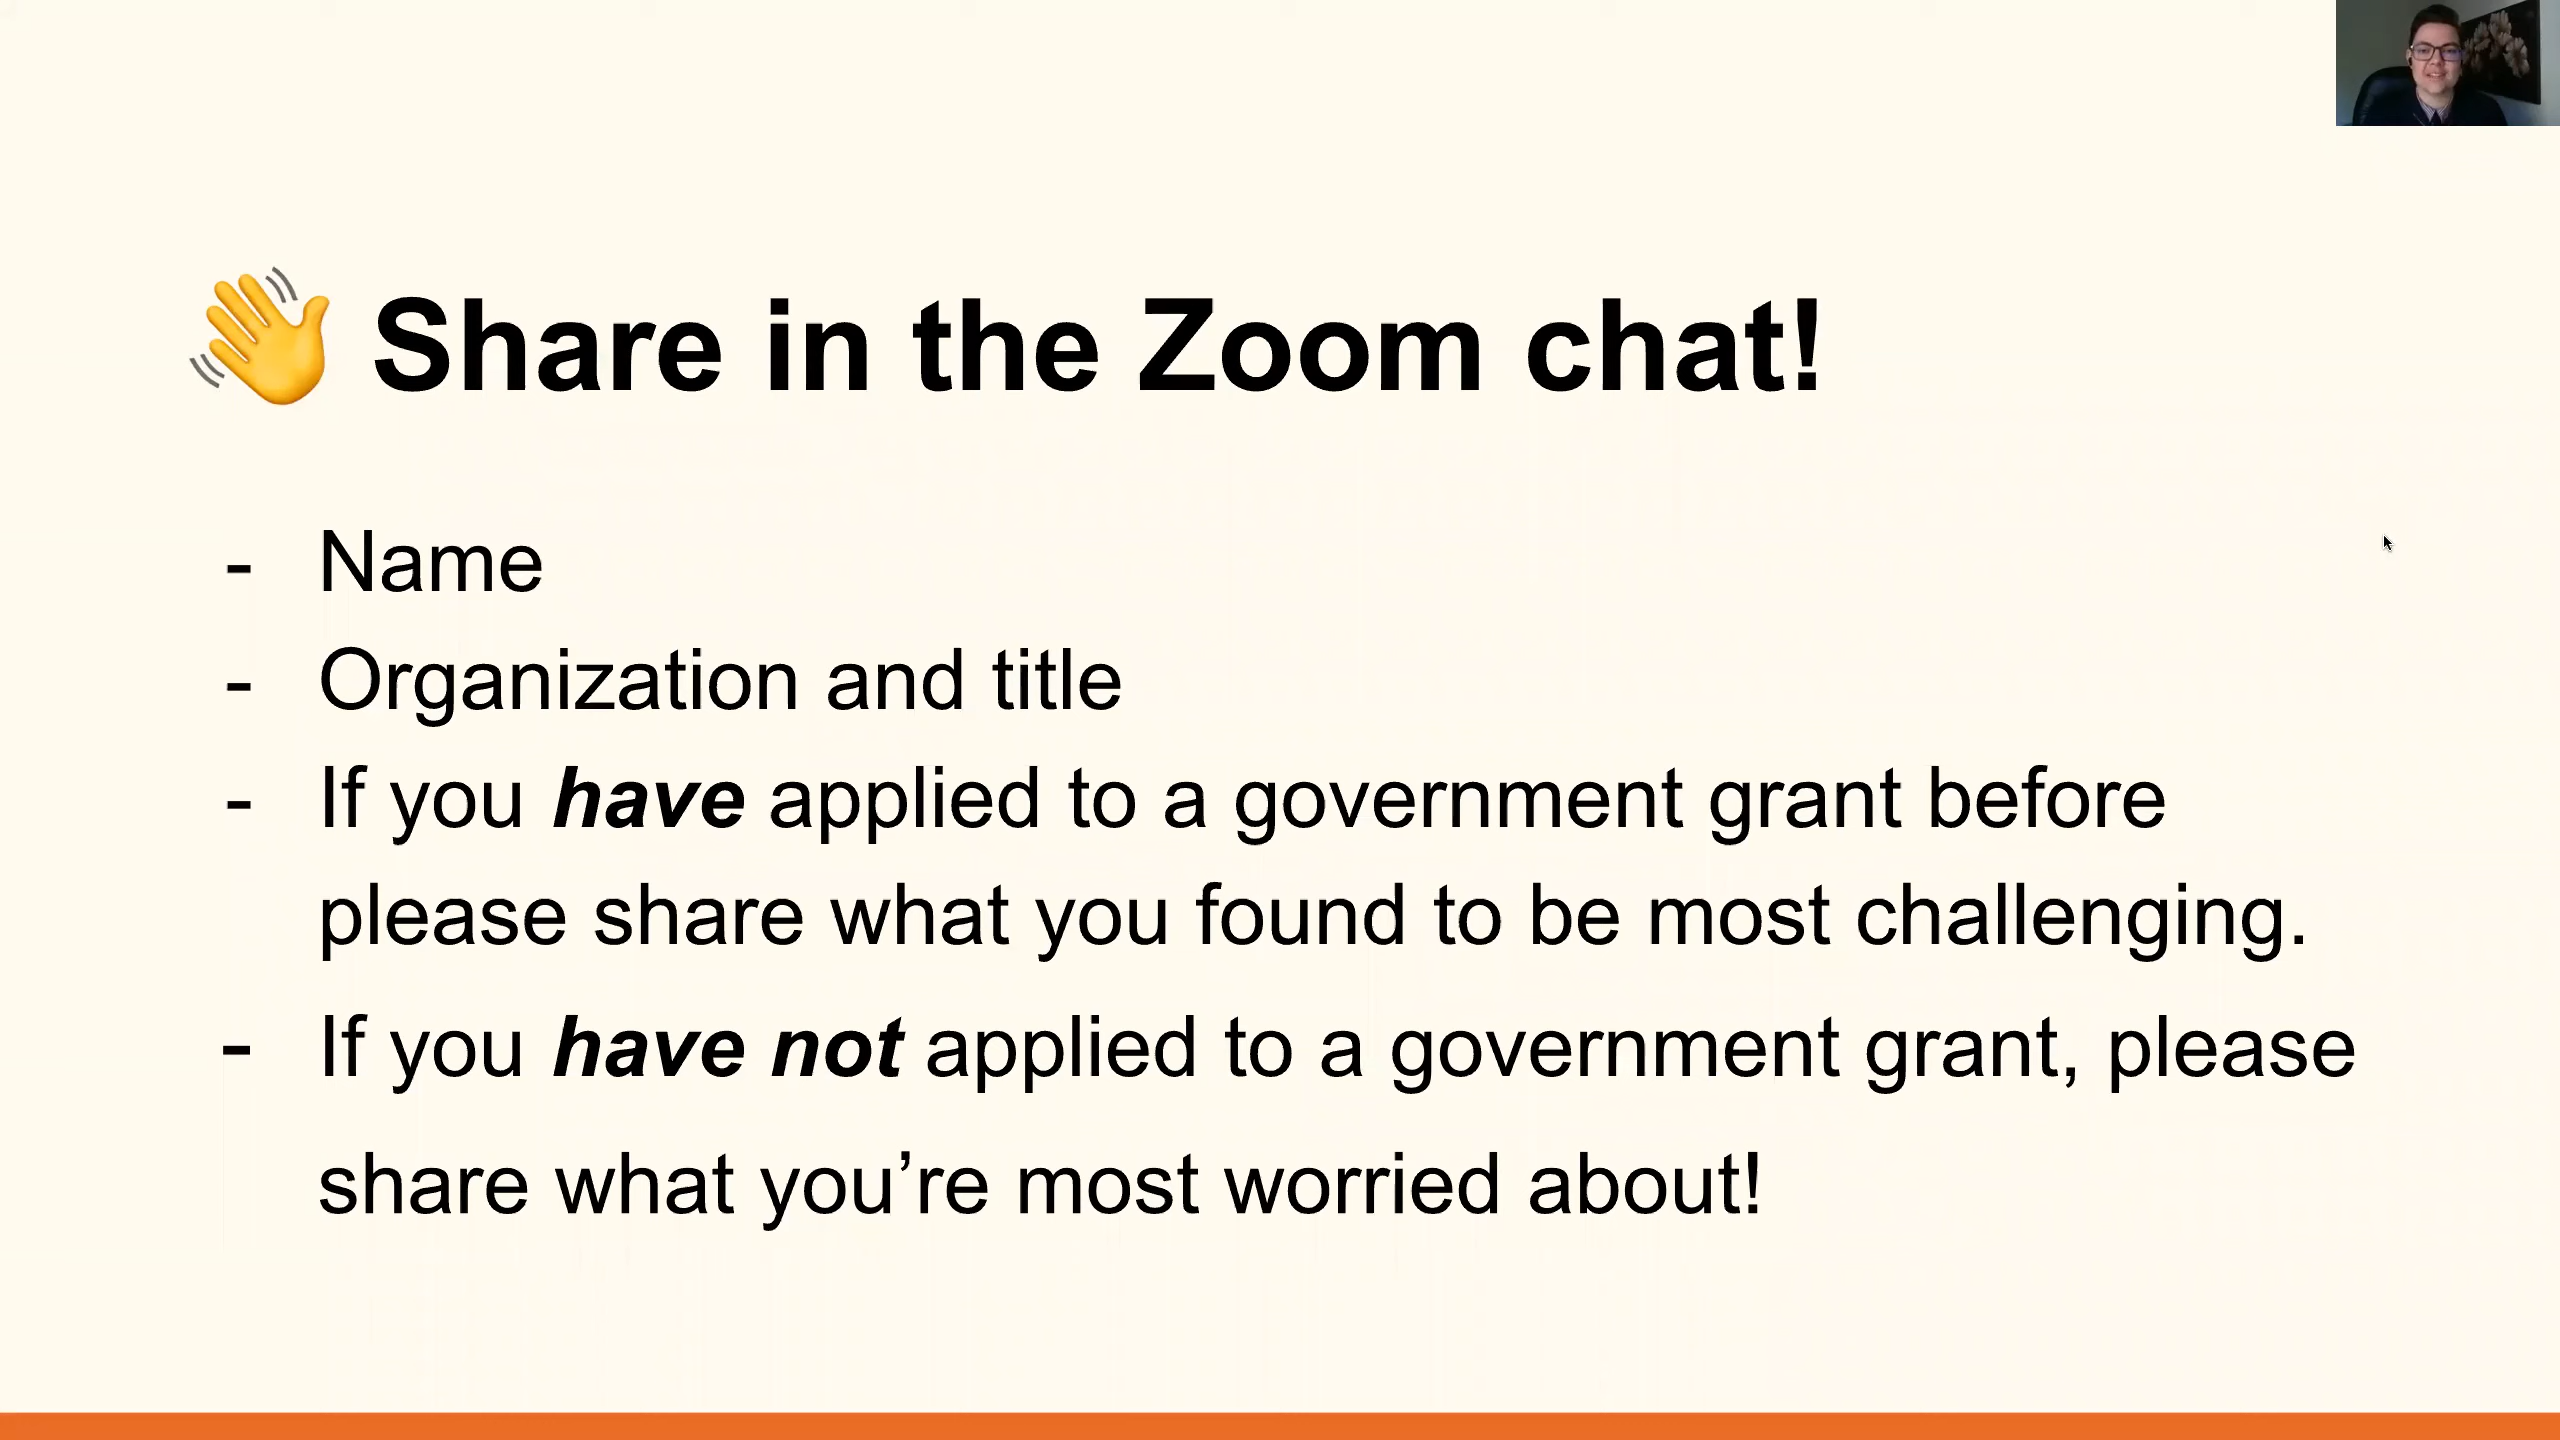 👋 Share in the Zoom chat!
- Name
- Organization and title
- If you have applied to a government grant before
please share what you found to be most challenging.
- If you have not applied to a government grant, please
share what you’re most worried about!